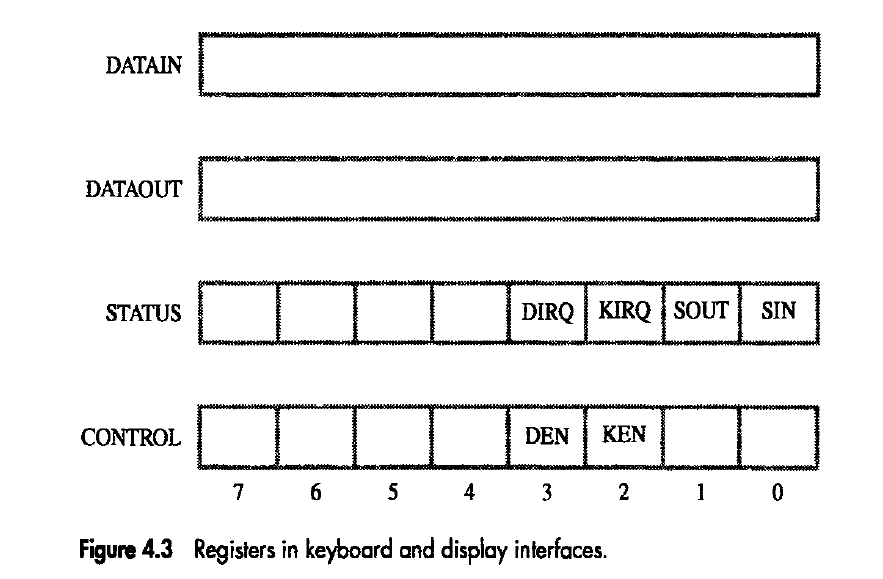 DATAIN
DATAOUT
STATUS DIRQ KIRQ SOUT SIN
CONTROL DEN KEN
7 6 5 4 3 2 1 0
Figure 4.3 Registers in keyboard and display interfaces.